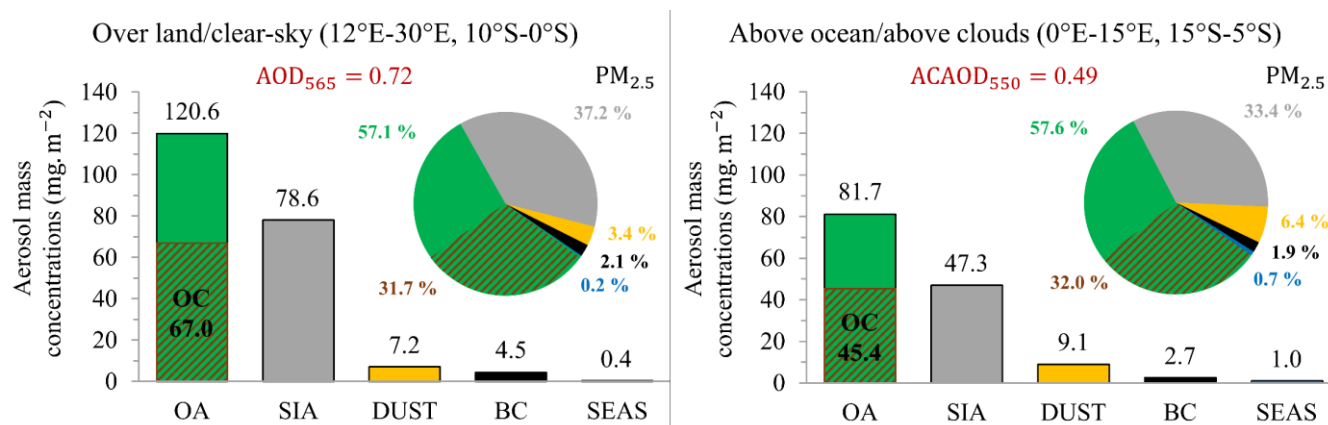 Over land/clear-sky (12°E-30°E, 10°S-0°S)
AOD₅₆₅ = 0.72
PM₂.₅
Aerosol mass
concentrations (mg. m⁻²)
140
120
100
80
60
40
20
0
120.6
78.6
7.2
4.5
0.4
OC
67.0
OA
SIA
DUST
BC
SEAS
57.1 %
37.2 %
3.4 %
2.1 %
0.2 %
31.7 %
Above ocean/above clouds (0°E-15°E, 15°S-5°S)
ACAOD₅₅₀ = 0.49
PM₂.₅
Aerosol mass
concentrations (mg. m⁻²)
140
120
100
80
60
40
20
0
81.7
47.3
9.1
2.7
1.0
OC
45.4
OA
SIA
DUST
BC
SEAS
57.6 %
33.4 %
6.4 %
1.9 %
0.7 %
32.0 %